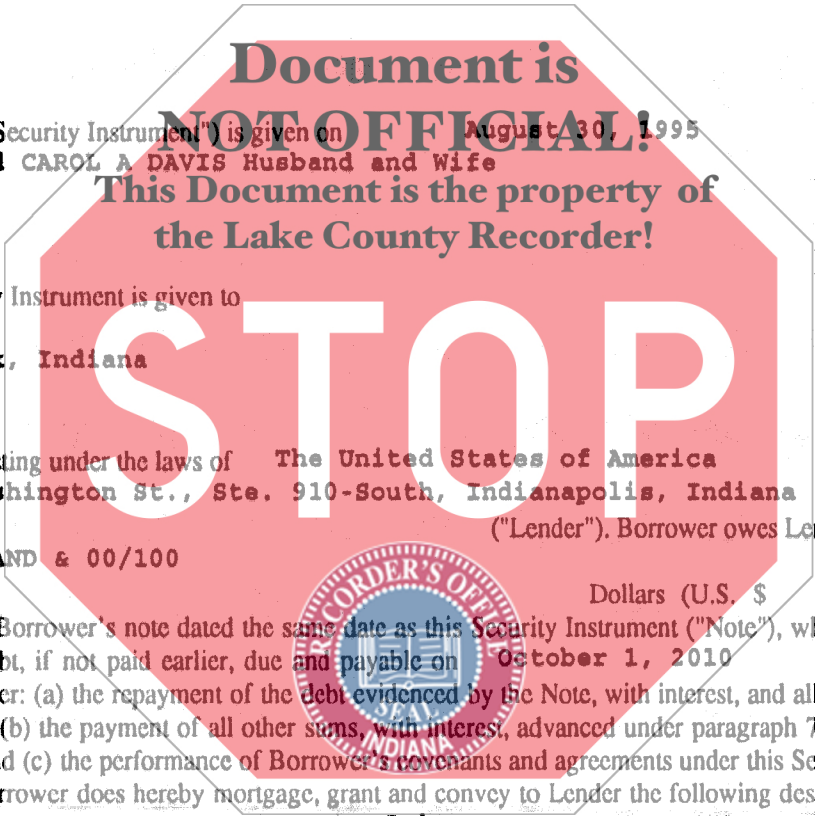 Document is
NOT OFFICIAL!
Security Instrument") is given on August 30, 1995
CAROL A DAVIS Husband and Wife
This Document is the property of
the Lake County Recorder!
Instrument is given to
STOP
, Indiana
ting under the laws of The United States of America
shington St., Ste. 910-South, Indianapolis, Indiana
("Lender"). Borrower owes Le
AND & 00/100
RECORDER'S OFFICE
Dollars (U.S. $
Borrower's note dated the same date as this Security Instrument ("Note"), wh
bt, if not paid earlier, due and payable on October 1, 2010
er: (a) the repayment of the debt evidenced by the Note, with interest, and al
SEAL
(b) the payment of all other sums, with interest, advanced under paragraph 7
INDIANA
d (c) the performance of Borrower's covenants and agreements under this Se
rrower does hereby mortgage, grant and convey to Lender the following des